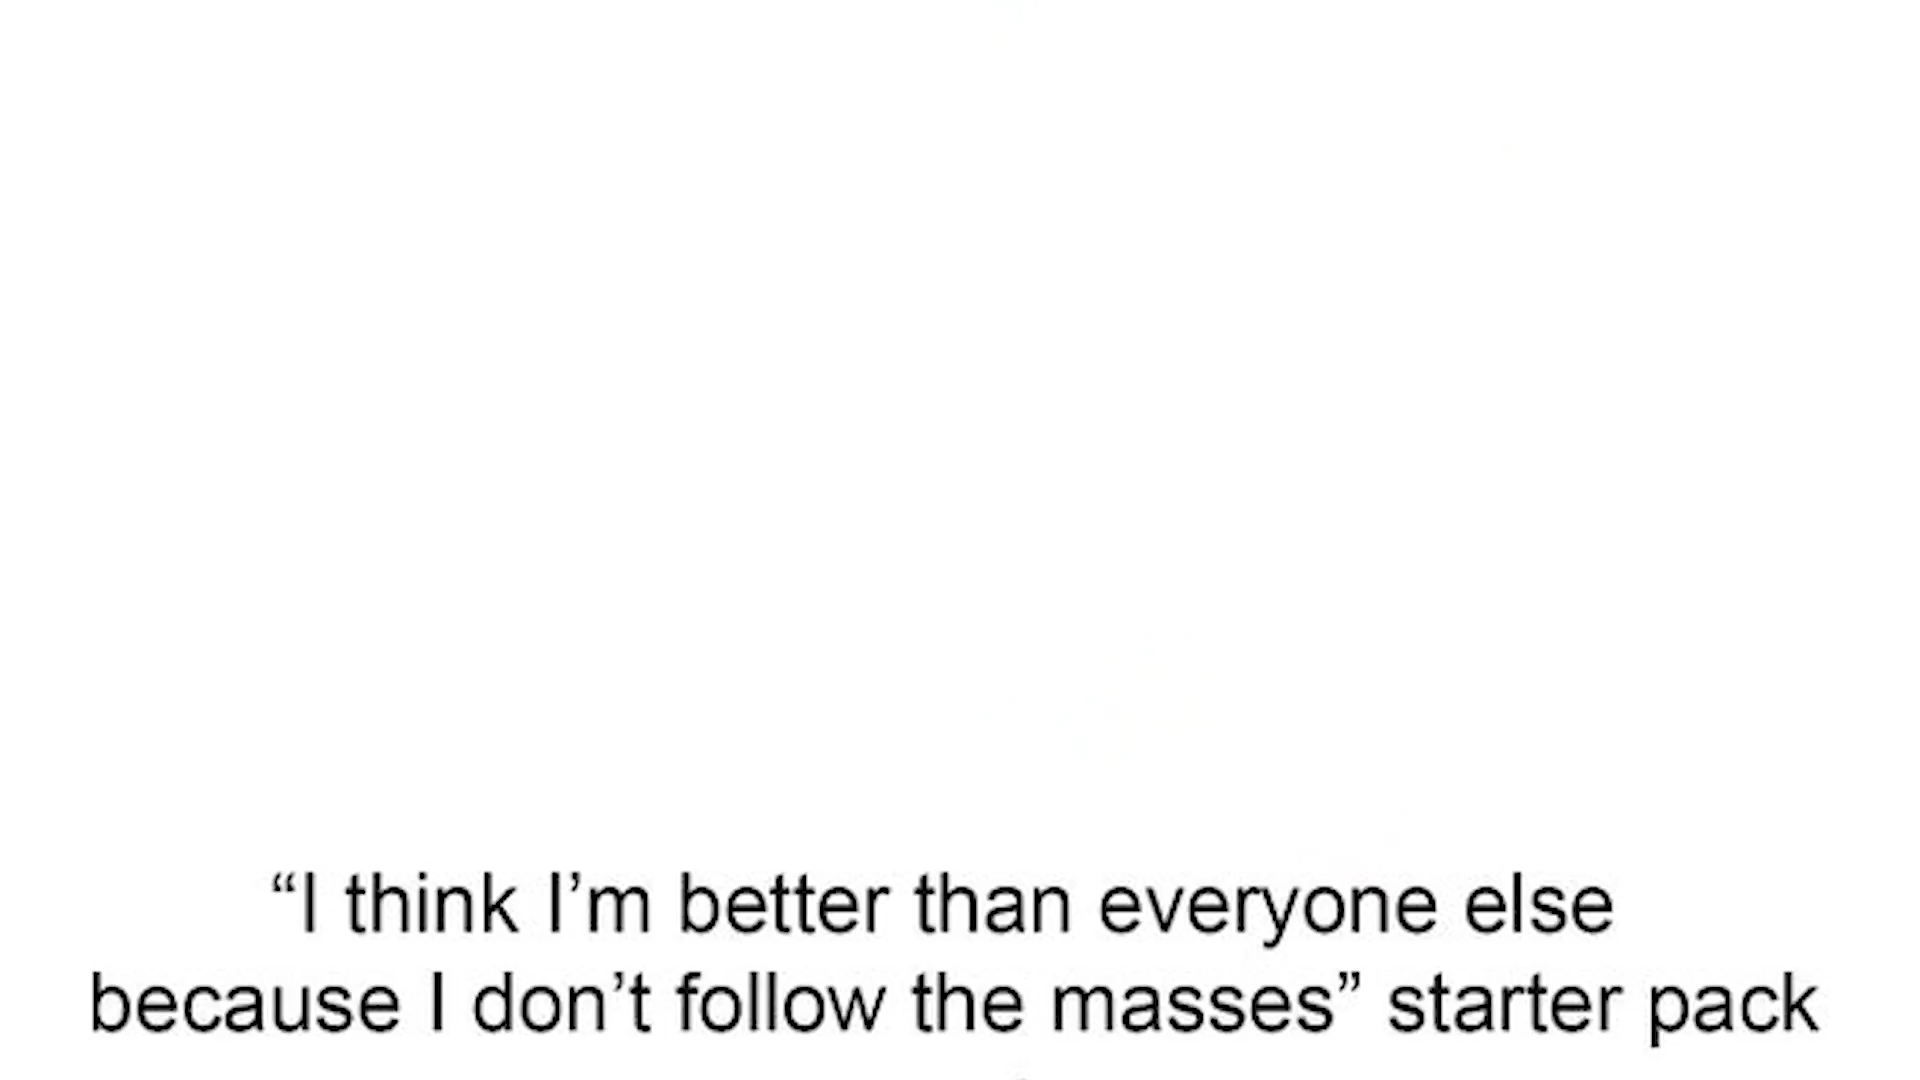 “I think I’m better than everyone else
because I don’t follow the masses” starter pack